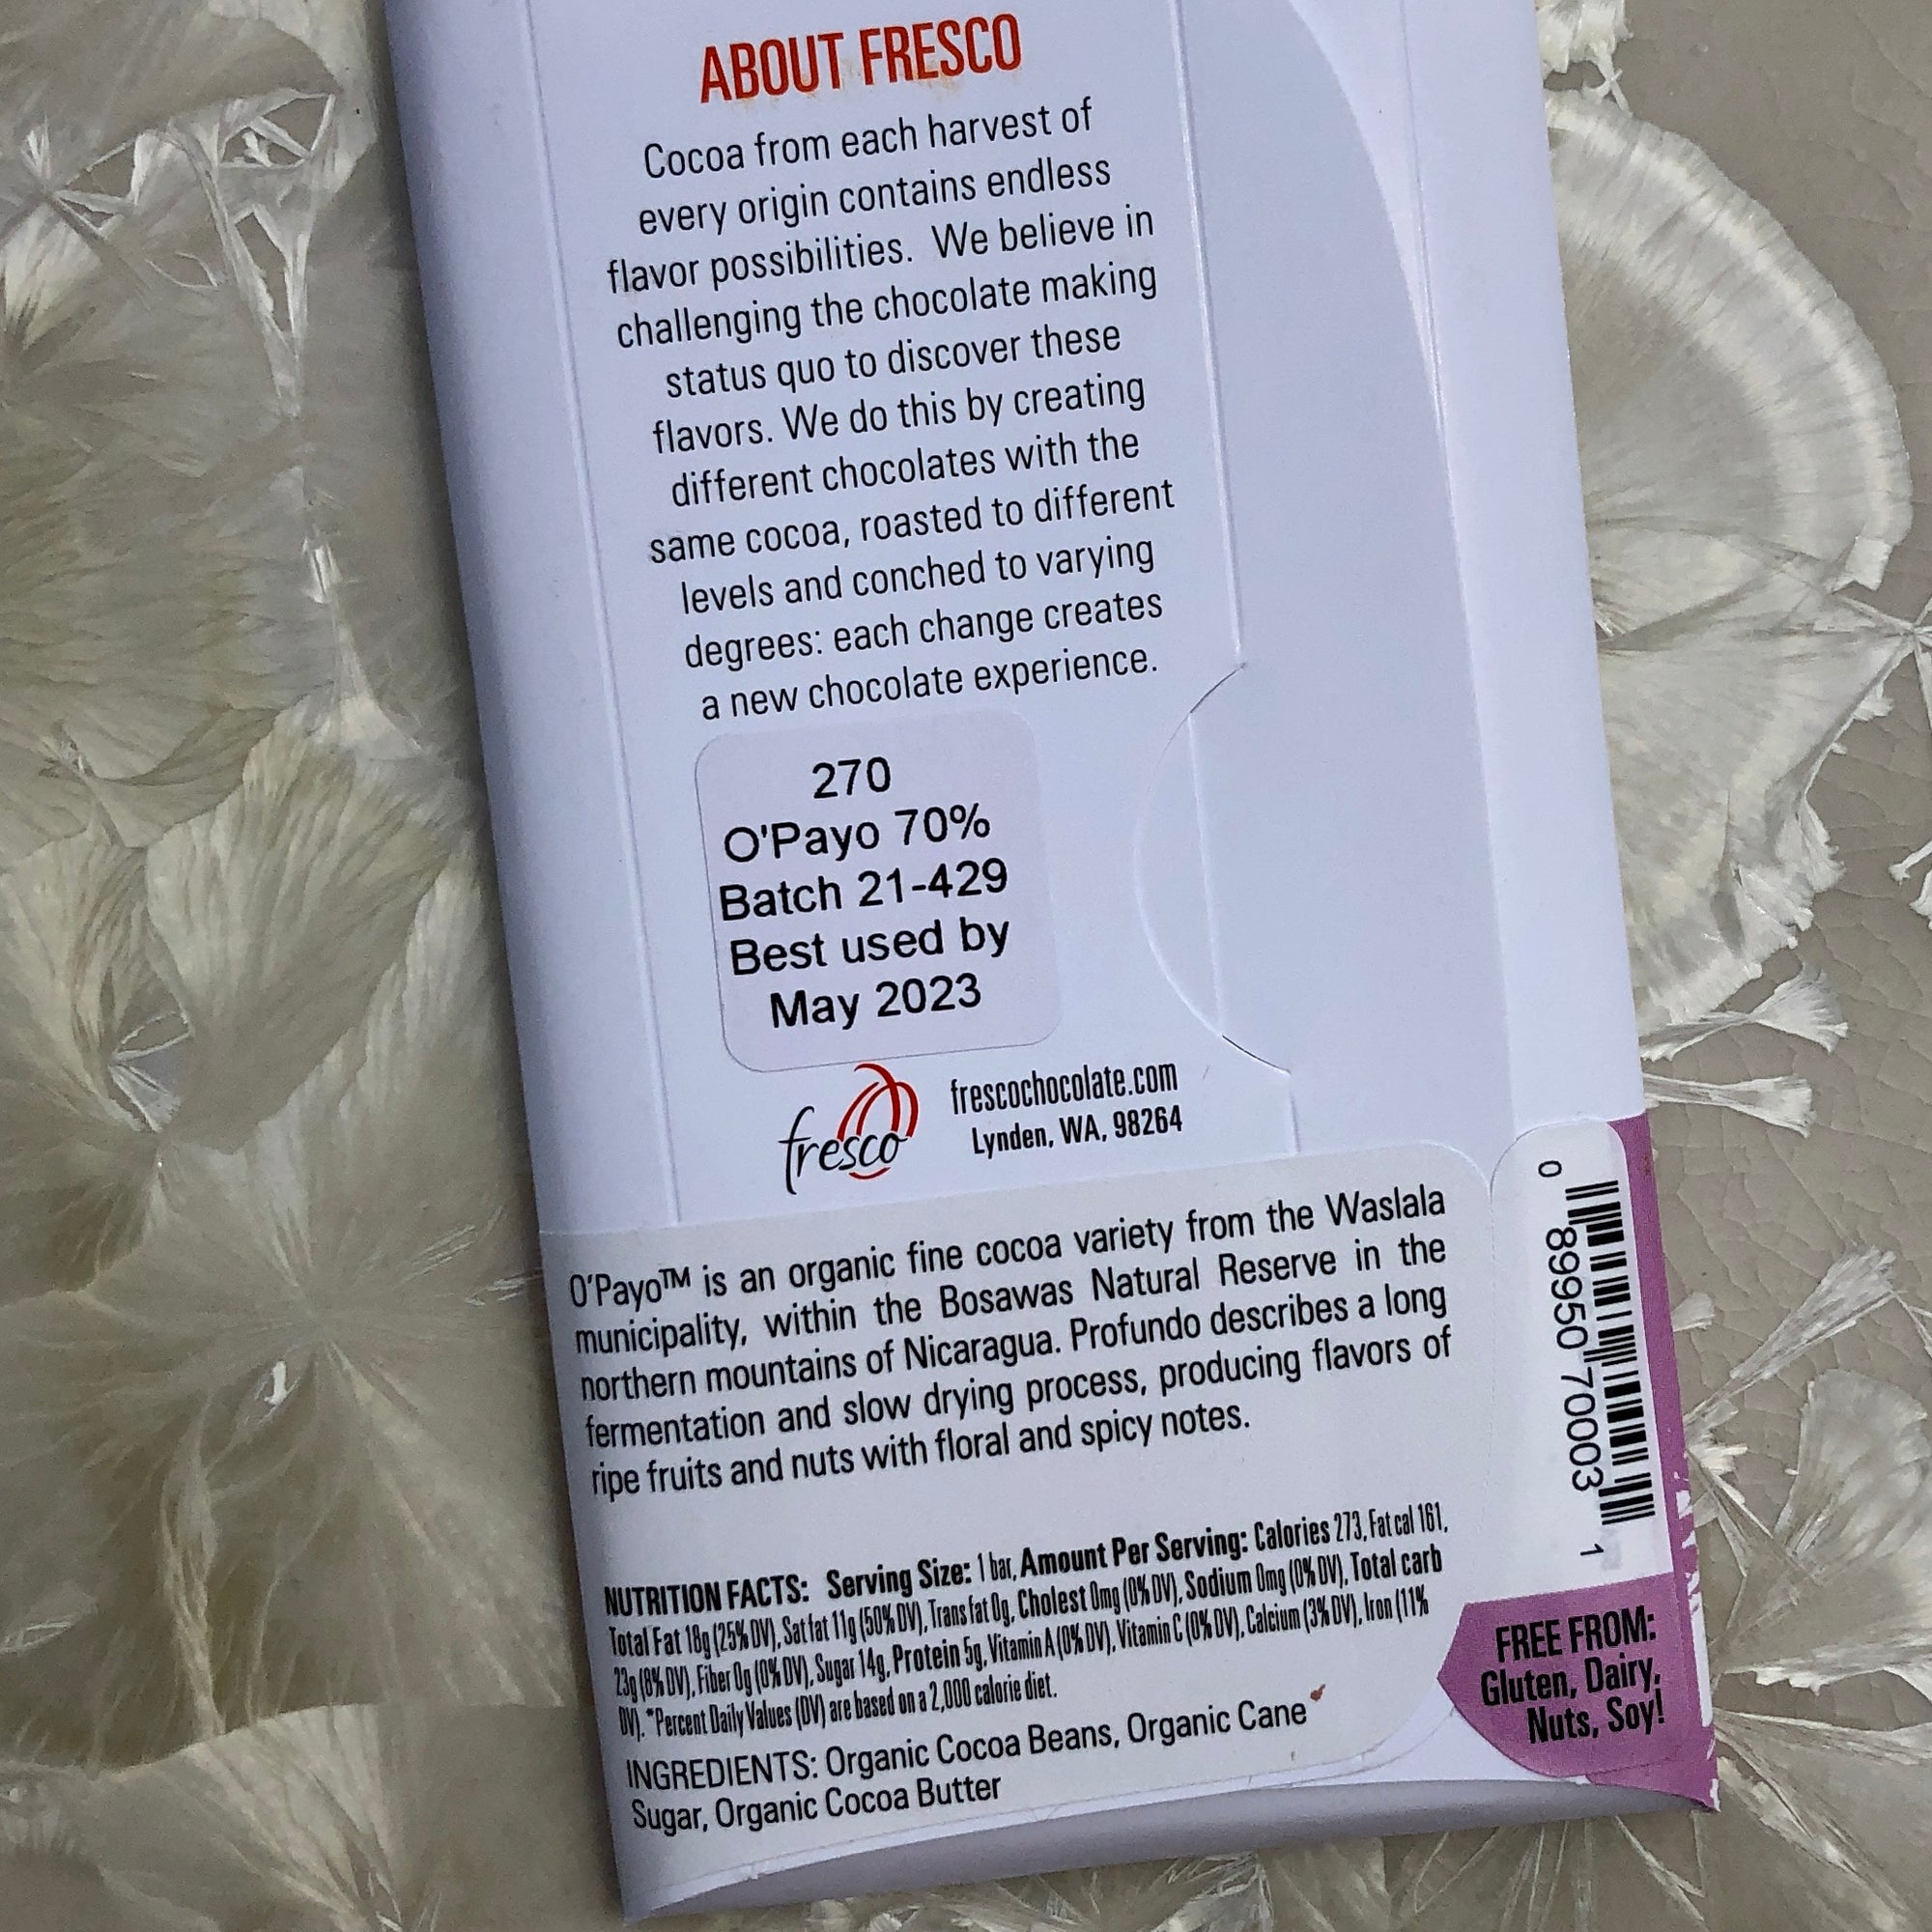 ABOUT FRESCO
Cocoa from each harvest of
every origin contains endless
flavor possibilities. We believe in
challenging the chocolate making
status quo to discover these
flavors. We do this by creating
different chocolates with the
same cocoa, roasted to different
levels and conched to varying
degrees: each change creates
a new chocolate experience.
270
O'Payo 70%
Batch 21-429
Best used by
May 2023
fresco
frescochocolate.com
Lynden, WA, 98264
O'Payo™ is an organic fine cocoa variety from the Waslala
municipality, within the Bosawas Natural Reserve in the
northern mountains of Nicaragua. Profundo describes a long
fermentation and slow drying process, producing flavors of
ripe fruits and nuts with floral and spicy notes.
NUTRITION FACTS: Serving Size: 1 bar, Amount Per Serving: Calories 273, Fat cal 161,
Total Fat 18g (25% DV), Sat fat 11g (50% DV), Trans fat 0g, Cholest 0mg (0% DV), Sodium 0mg (0% DV), Total carb
23g (8% DV), Fiber 0g (0% DV), Sugar 14g, Protein 5g, Vitamin A (0% DV), Vitamin C (0% DV), Calcium (3% DV), Iron (11%
DV). *Percent Daily Values (DV) are based on a 2,000 calorie diet.
INGREDIENTS: Organic Cocoa Beans, Organic Cane
Sugar, Organic Cocoa Butter
0 89950 70003 1
FREE FROM:
Gluten, Dairy,
Nuts, Soy!